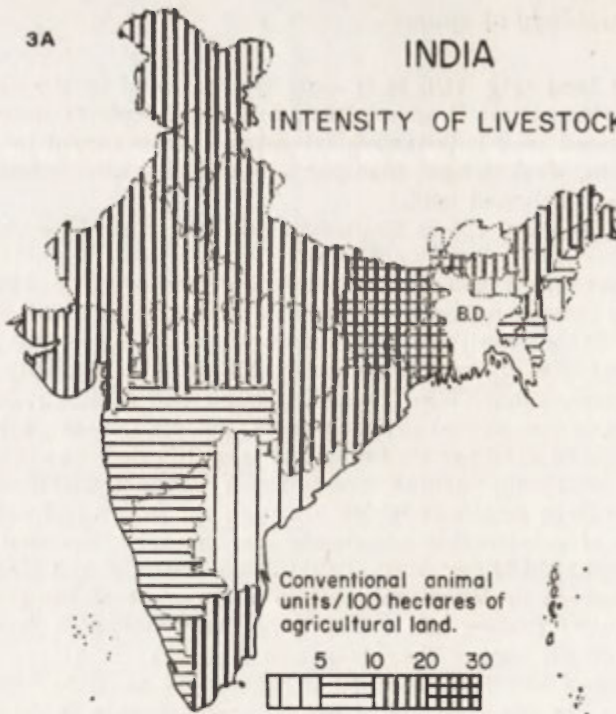 3A
INDIA
INTENSITY OF LIVESTOCK
B.D.
Conventional animal
units/100 hectares of
agricultural land.
5 10 20 30